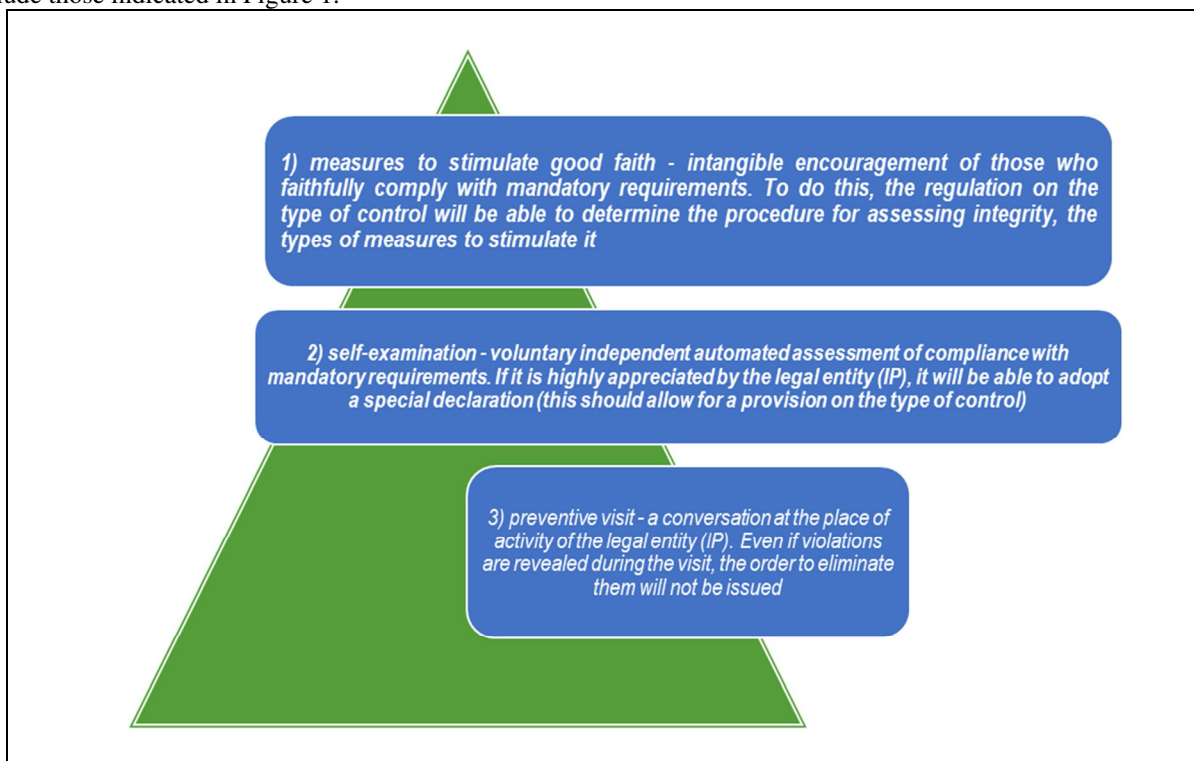 lude those indicated in Figure 1.
1) measures to stimulate good faith - intangible encouragement of those who
faithfully comply with mandatory requirements. To do this, the regulation on the
type of control will be able to determine the procedure for assessing integrity, the
types of measures to stimulate it
2) self-examination - voluntary independent automated assessment of compliance with
mandatory requirements. If it is highly appreciated by the legal entity (IP), it will be able to adopt
a special declaration (this should allow for a provision on the type of control)
3) preventive visit - a conversation at the place of
activity of the legal entity (IP). Even if violations
are revealed during the visit, the order to eliminate
them will not be issued